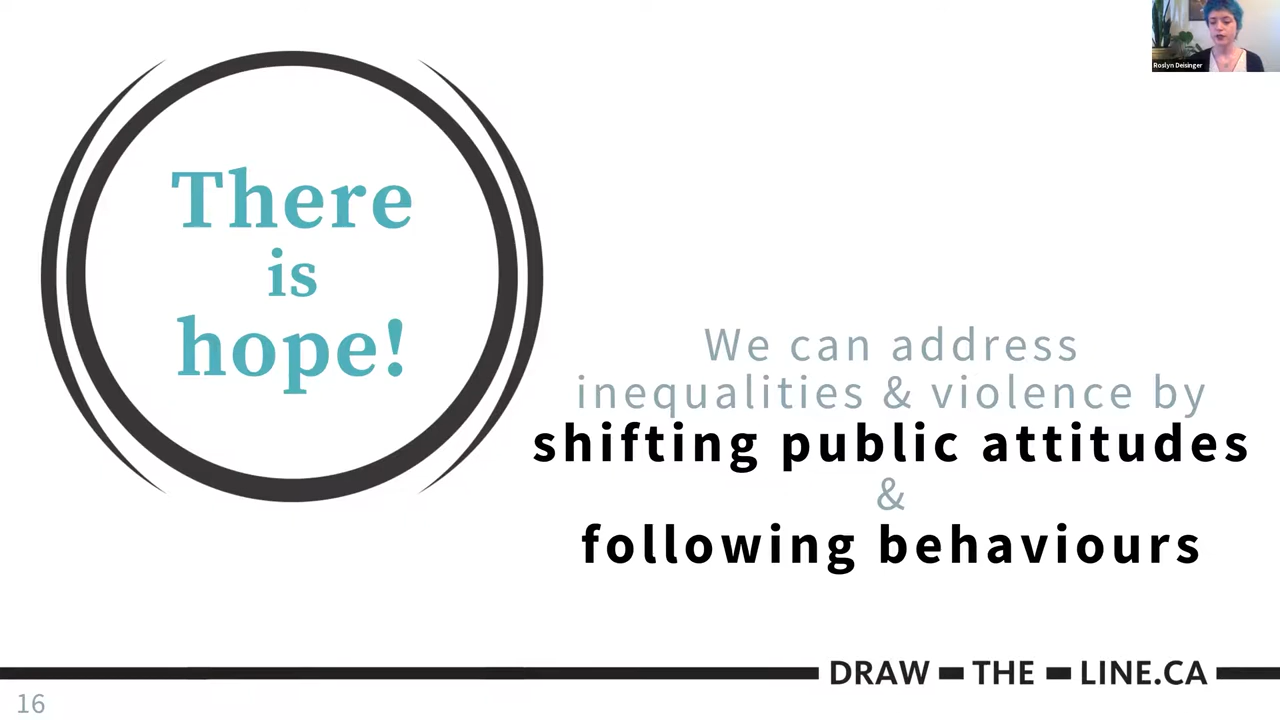 Roslyn Deisinger
There
is
hope!
We can address
inequalities & violence by
shifting public attitudes
&
following behaviours
DRAW THE LINE.CA
16